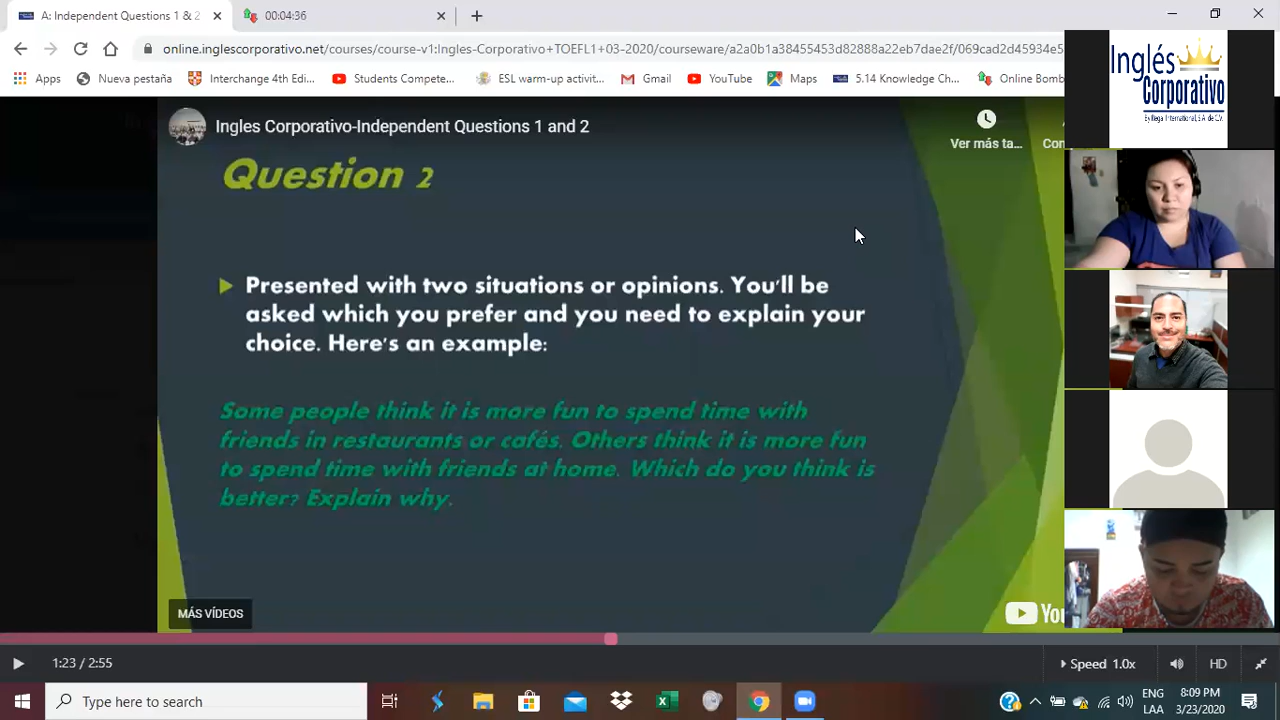 A: Independent Questions 1 & 2
00:04:36
online.inglescorporativo.net/courses/course-v1:Ingles-Corporativo+TOEFL1+03-2020/courseware/a2a0b1a38455453d82888a22eb7dae2f/069cad2d45934e5
Apps
Nueva pestaña
Interchange 4th Edi...
Students Compete...
ESL warm-up activit...
Gmail
YouTube
Maps
5.14 Knowledge Ch...
Online Bomb
Inglés
Corporativo
Ingles Corporativo-Independent Questions 1 and 2
Ver más ta...
Con
Question 2
Presented with two situations or opinions. You'll be
asked which you prefer and you need to explain your
choice. Here's an example:
Some people think it is more fun to spend time with
friends in restaurants or cafés. Others think it is more fun
to spend time with friends at home. Which do you think is
better? Explain why.
MÁS VÍDEOS
You
1:23 / 2:55
Speed 1.0x
HD
Type here to search
ENG
LAA
8:09 PM
3/23/2020